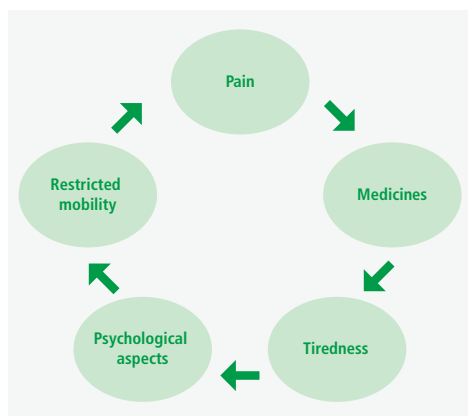 Pain
Medicines
Tiredness
Psychological
aspects
Restricted
mobility